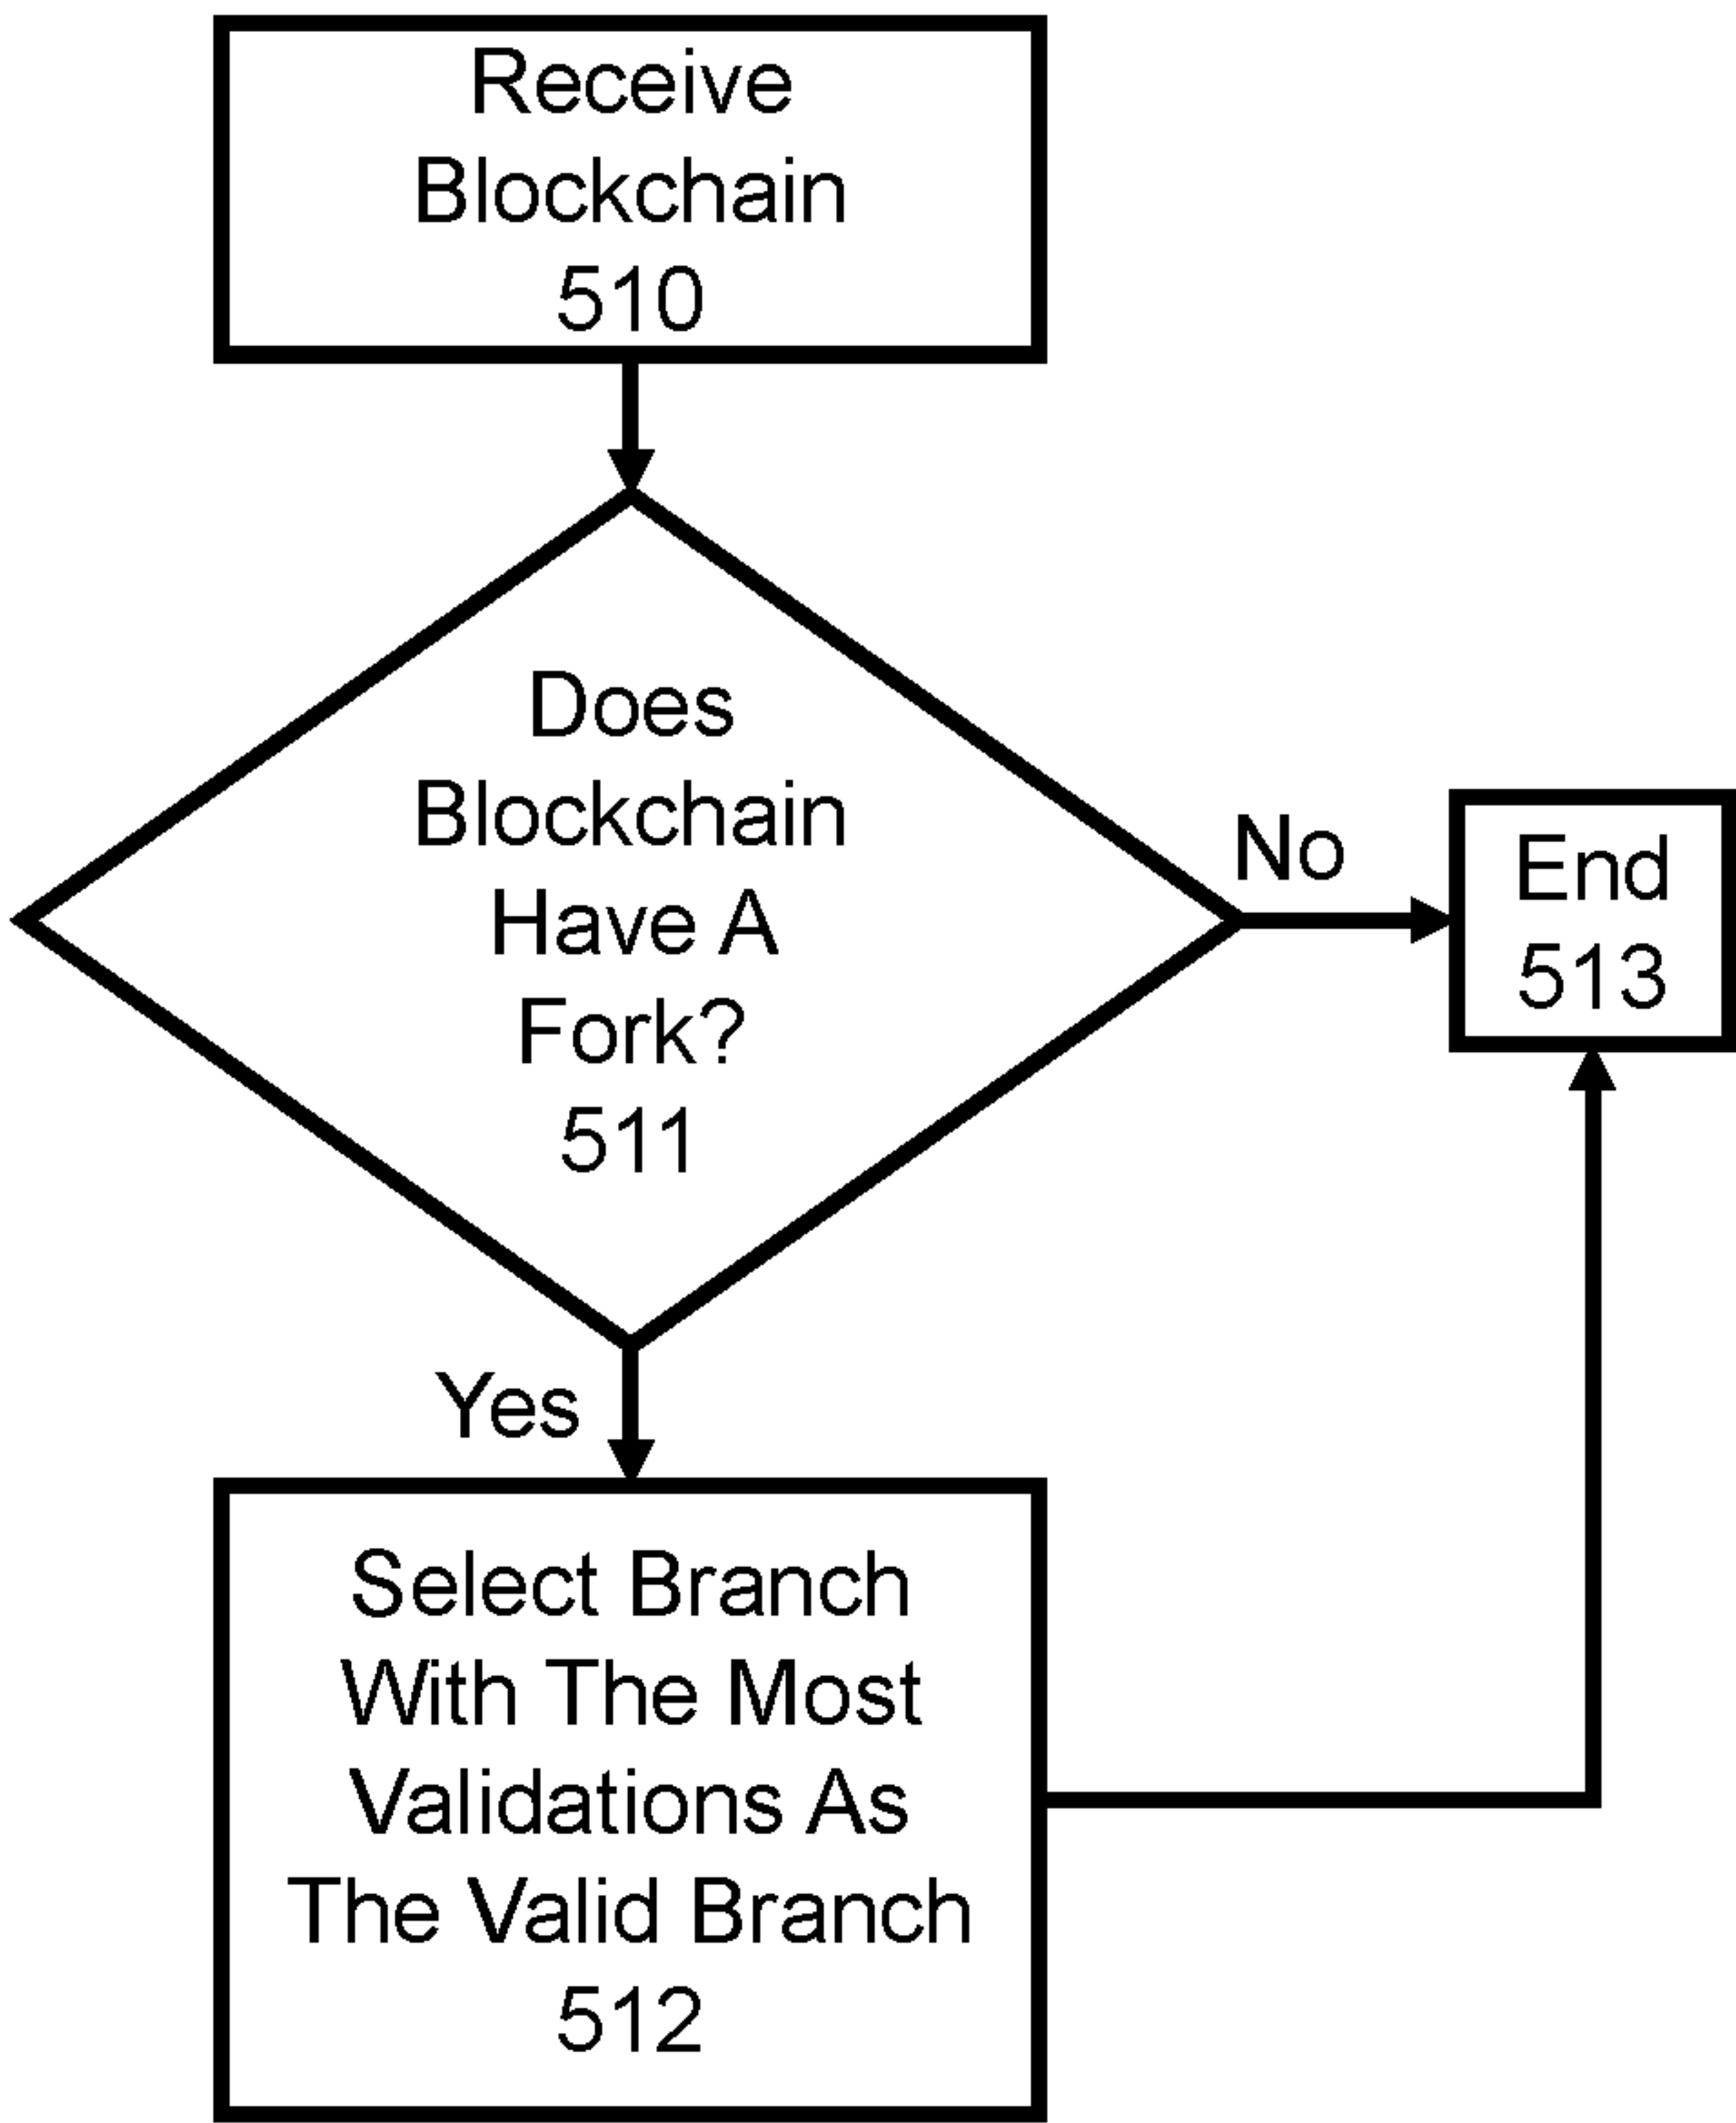 Receive
Blockchain
510
Does
Blockchain
Have A
Fork?
511
No
End
513
Yes
Select Branch
With The Most
Validations As
The Valid Branch
512